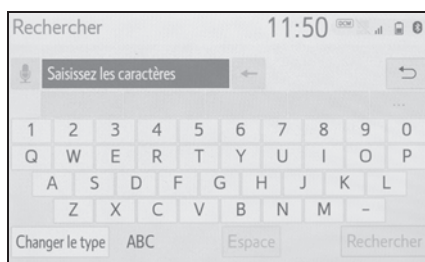 Rechercher 11:50 DCM
Saisissez les caractères
...
1 2 3 4 5 6 7 8 9 0
Q W E R T Y U I O P
A S D F G H J K L
Z X C V B N M -
Changer le type ABC Espace Rechercher